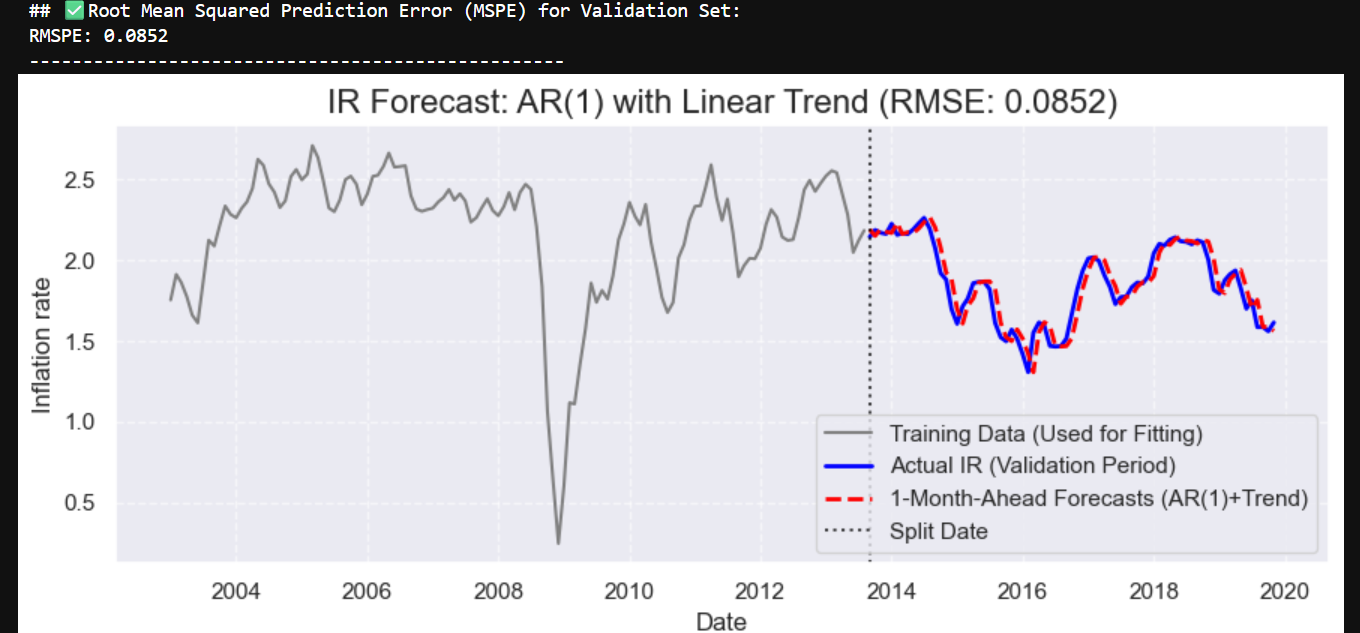 ## ✅Root Mean Squared Prediction Error (MSPE) for Validation Set:
RMSPE: 0.0852
--------------------------------------------------
IR Forecast: AR(1) with Linear Trend (RMSE: 0.0852)
Inflation rate
2.5
2.0
1.5
1.0
0.5
Training Data (Used for Fitting)
Actual IR (Validation Period)
1-Month-Ahead Forecasts (AR(1)+Trend)
Split Date
2004 2006 2008 2010 2012 2014 2016 2018 2020
Date